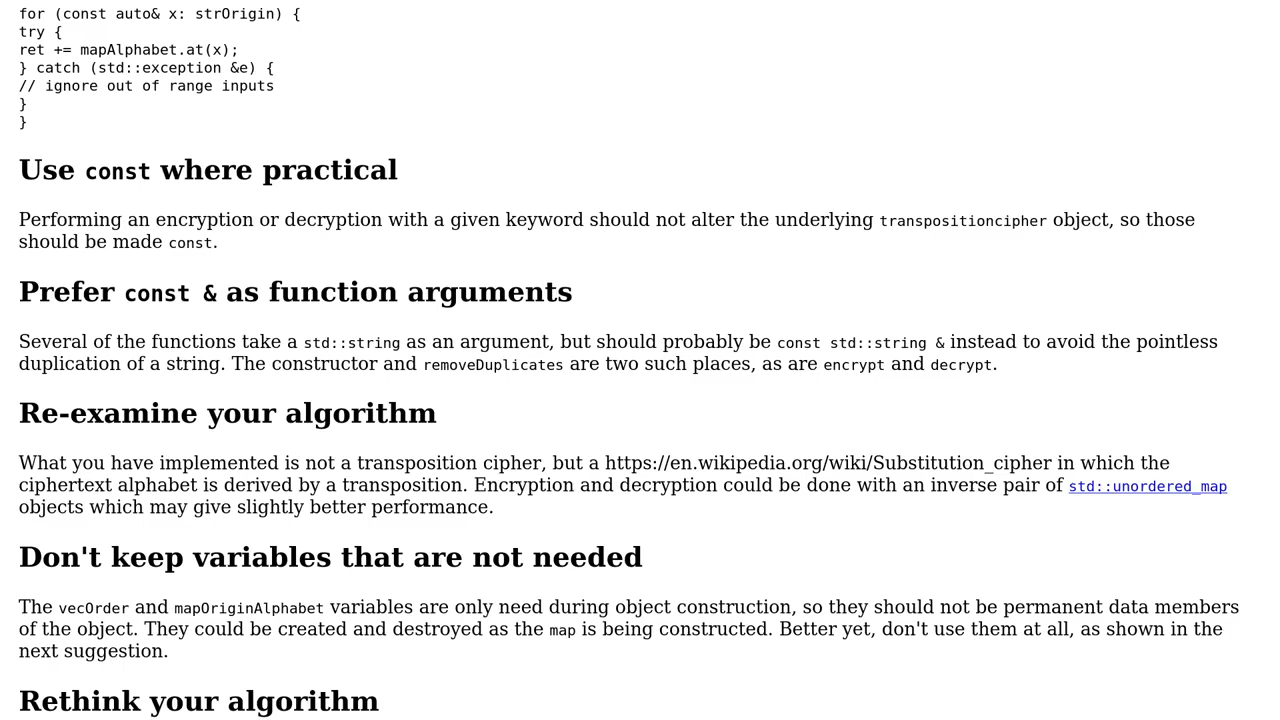 for (const auto& x: strOrigin) {
try {
ret += mapAlphabet.at(x);
} catch (std::exception &e) {
// ignore out of range inputs
}
}
Use const where practical
Performing an encryption or decryption with a given keyword should not alter the underlying transpositioncipher object, so those
should be made const.
Prefer const & as function arguments
Several of the functions take a std::string as an argument, but should probably be const std::string & instead to avoid the pointless
duplication of a string. The constructor and removeDuplicates are two such places, as are encrypt and decrypt.
Re-examine your algorithm
What you have implemented is not a transposition cipher, but a https://en.wikipedia.org/wiki/Substitution_cipher in which the
ciphertext alphabet is derived by a transposition. Encryption and decryption could be done with an inverse pair of std::unordered_map
objects which may give slightly better performance.
Don't keep variables that are not needed
The vecOrder and mapOriginAlphabet variables are only need during object construction, so they should not be permanent data members
of the object. They could be created and destroyed as the map is being constructed. Better yet, don't use them at all, as shown in the
next suggestion.
Rethink your algorithm